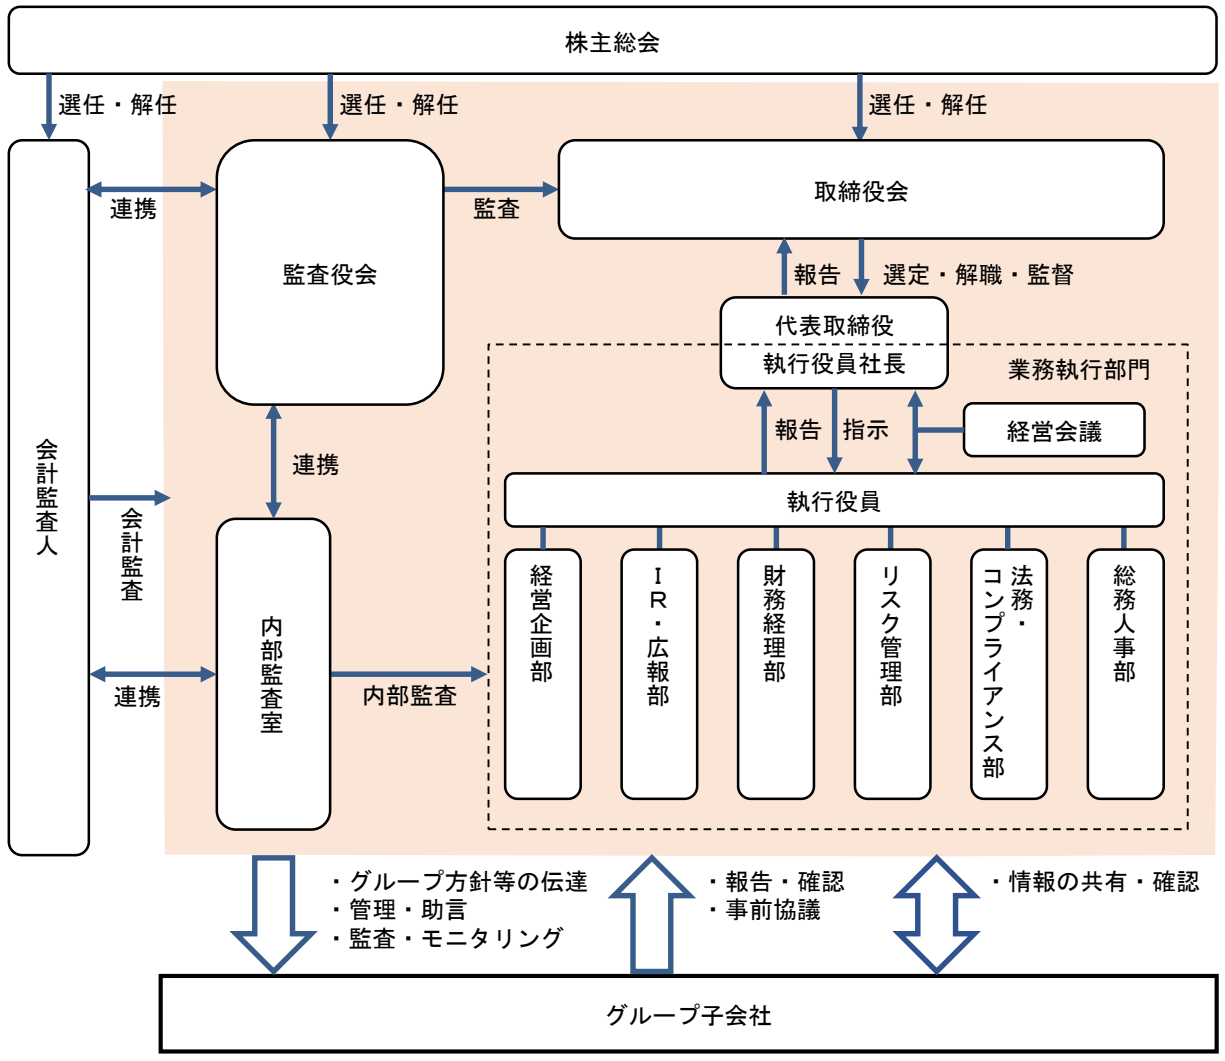 株主総会
選任・解任
選任・解任
選任・解任
監査役会
取締役会
連携
監査
報告
選定・解職・監督
代表取締役
執行役員社長
業務執行部門
報告
指示
経営会議
連携
執行役員
会計監査人
会計監査
内部監査室
連携
内部監査
経営企画部
ＩＲ・広報部
財務経理部
リスク管理部
法務・
コンプライアンス部
総務人事部
・グループ方針等の伝達
・管理・助言
・監査・モニタリング
・報告・確認
・事前協議
・情報の共有・確認
グループ子会社